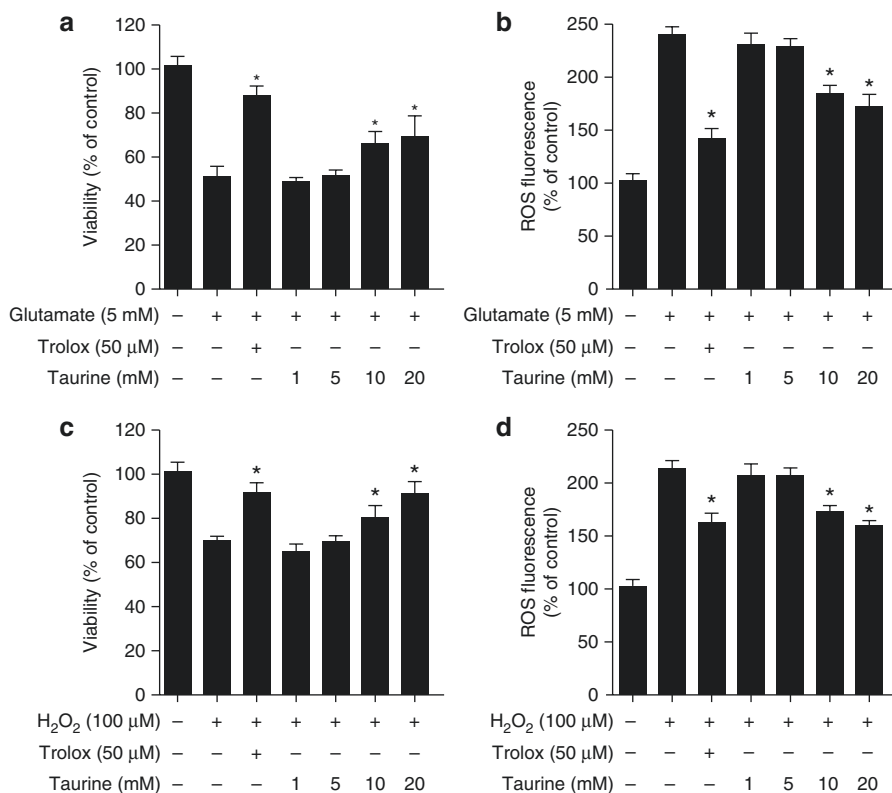 a
Viability (% of control)
120
100
80
60
40
20
0
* * *
Glutamate (5 mM) – + + + + + +
Trolox (50 μM) – – + – – – –
Taurine (mM) – – – 1 5 10 20
b
ROS fluorescence
(% of control)
250
200
150
100
50
0
* * *
Glutamate (5 mM) – + + + + + +
Trolox (50 μM) – – + – – – –
Taurine (mM) – – – 1 5 10 20
c
Viability (% of control)
120
100
80
60
40
20
0
* * *
H₂O₂ (100 μM) – + + + + + +
Trolox (50 μM) – – + – – – –
Taurine (mM) – – – 1 5 10 20
d
ROS fluorescence
(% of control)
250
200
150
100
50
0
* * *
H₂O₂ (100 μM) – + + + + + +
Trolox (50 μM) – – + – – – –
Taurine (mM) – – – 1 5 10 20